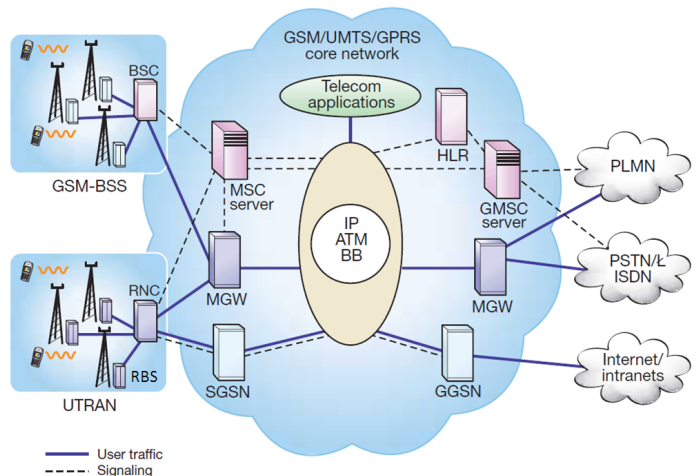 GSM/UMTS/GPRS
core network
BSC
Telecom
applications
GSM-BSS
MSC
server
HLR
GMSC
server
PLMN
IP
ATM
BB
PSTN/Ł
ISDN
RNC
MGW
MGW
RBS
UTRAN
SGSN
GGSN
Internet/
intranets
User traffic
Signaling